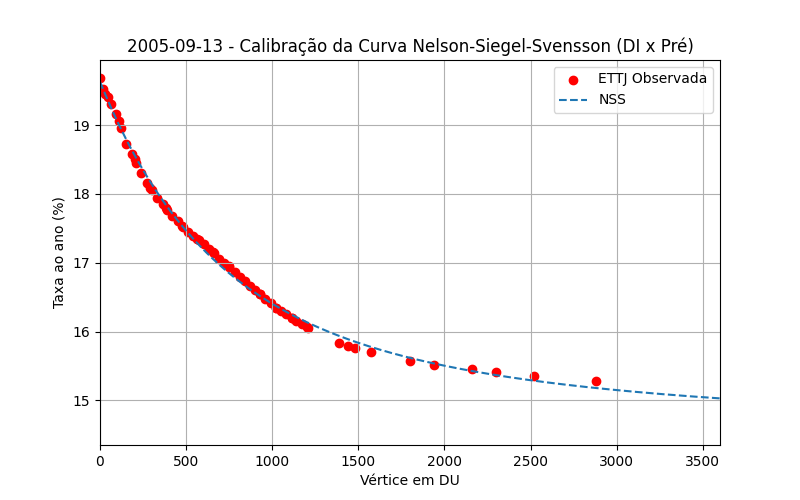 2005-09-13 - Calibração da Curva Nelson-Siegel-Svensson (DI x Pré)
ETTJ Observada
NSS
Taxa ao ano (%)
19
18
17
16
15
0 500 1000 1500 2000 2500 3000 3500
Vértice em DU